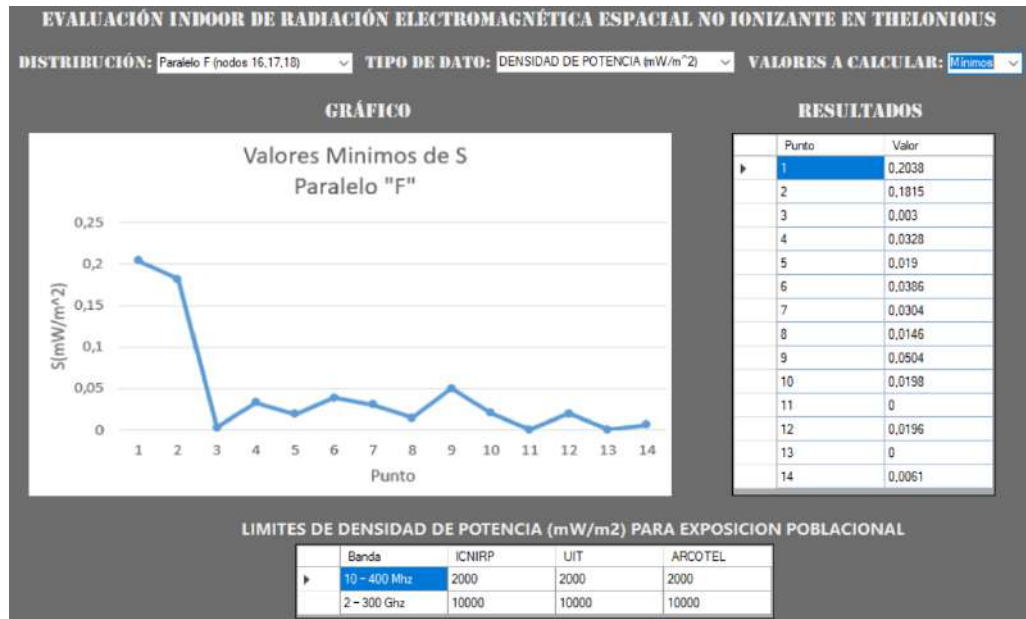 EVALUACIÓN INDOOR DE RADIACIÓN ELECTROMAGNÉTICA ESPACIAL NO IONIZANTE EN THELONIOUS
DISTRIBUCIÓN: Paralelo F (nodos 16,17,18) TIPO DE DATO: DENSIDAD DE POTENCIA (mW/m^2) VALORES A CALCULAR: Mínimos
GRÁFICO
Valores Minimos de S
Paralelo "F"
0,25
0,2
0,15
0,1
0,05
0
S(mW/m^2)
1 2 3 4 5 6 7 8 9 10 11 12 13 14
Punto
RESULTADOS
Punto Valor
1 0,2038
2 0,1815
3 0,003
4 0,0328
5 0,019
6 0,0386
7 0,0304
8 0,0146
9 0,0504
10 0,0198
11 0
12 0,0196
13 0
14 0,0061
LIMITES DE DENSIDAD DE POTENCIA (mW/m2) PARA EXPOSICION POBLACIONAL
Banda ICNIRP UIT ARCOTEL
10 – 400 Mhz 2000 2000 2000
2 – 300 Ghz 10000 10000 10000